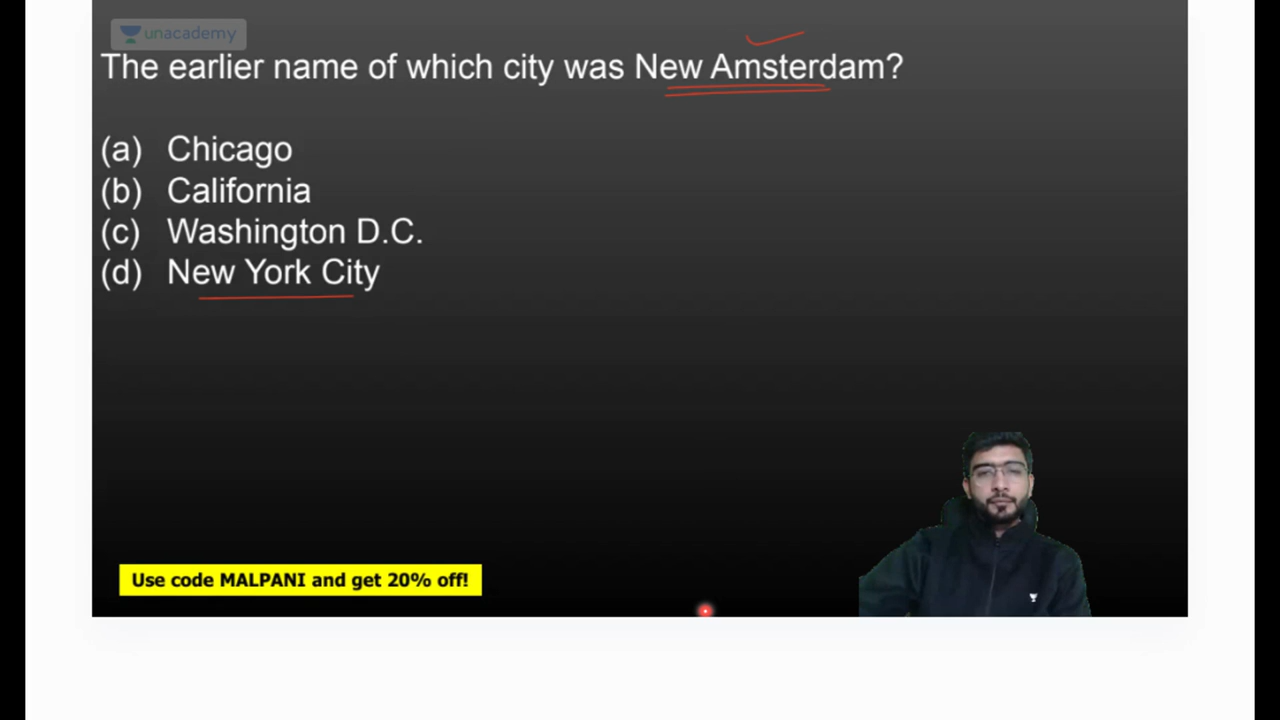 unacademy
The earlier name of which city was New Amsterdam?
(a) Chicago
(b) California
(c) Washington D.C.
(d) New York City
Use code MALPANI and get 20% off!